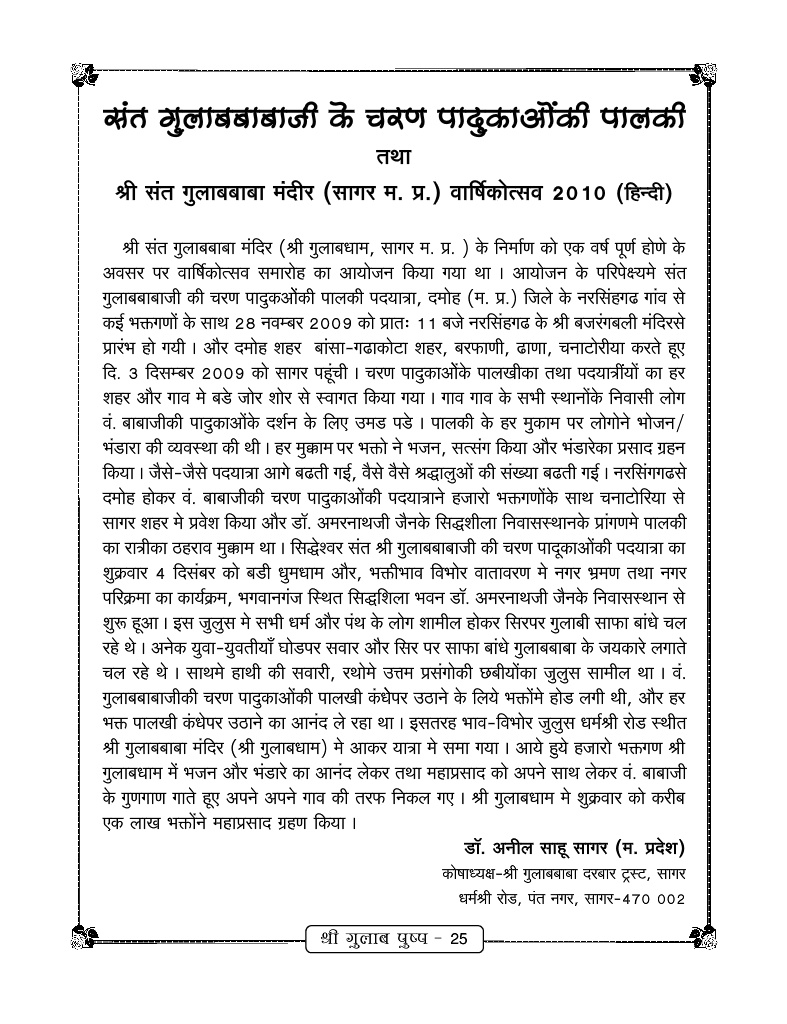 संत गुलाबबाबाजी के चरण पादुकाओंकी पालकी
तथा
श्री संत गुलाबबाबा मंदीर (सागर म. प्र.) वार्षिकोत्सव 2010 (हिन्दी)
श्री संत गुलाबबाबा मंदिर (श्री गुलाबधाम, सागर म. प्र. ) के निर्माण को एक वर्ष पूर्ण होणे के
अवसर पर वार्षिकोत्सव समारोह का आयोजन किया गया था । आयोजन के परिपेक्ष्यमे संत
गुलाबबाबाजी की चरण पादुकओंकी पालकी पदयात्रा, दमोह (म. प्र.) जिले के नरसिंहगढ गांव से
कई भक्तगणों के साथ 28 नवम्बर 2009 को प्रातः 11 बजे नरसिंहगढ के श्री बजरंगबली मंदिरसे
प्रारंभ हो गयी । और दमोह शहर बांसा-गढाकोटा शहर, बरफाणी, ढाणा, चनाटोरीया करते हूए
दि. 3 दिसम्बर 2009 को सागर पहूंची । चरण पादुकाओंके पालखीका तथा पदयात्रींयों का हर
शहर और गाव मे बडे जोर शोर से स्वागत किया गया । गाव गाव के सभी स्थानोंके निवासी लोग
वं. बाबाजीकी पादुकाओंके दर्शन के लिए उमड पडे । पालकी के हर मुकाम पर लोगोने भोजन/
भंडारा की व्यवस्था की थी । हर मुक्काम पर भक्तो ने भजन, सत्संग किया और भंडारेका प्रसाद ग्रहन
किया । जैसे-जैसे पदयात्रा आगे बढती गई, वैसे वैसे श्रद्धालुओं की संख्या बढती गई । नरसिंगगढसे
दमोह होकर वं. बाबाजीकी चरण पादुकाओंकी पदयात्राने हजारो भक्तगणोंके साथ चनाटोरिया से
सागर शहर मे प्रवेश किया और डॉ. अमरनाथजी जैनके सिद्धशीला निवासस्थानके प्रांगणमे पालकी
का रात्रीका ठहराव मुक्काम था । सिद्धेश्वर संत श्री गुलाबबाबाजी की चरण पादूकाओंकी पदयात्रा का
शुक्रवार 4 दिसंबर को बडी धुमधाम और, भक्तीभाव विभोर वातावरण मे नगर भ्रमण तथा नगर
परिक्रमा का कार्यक्रम, भगवानगंज स्थित सिद्धशिला भवन डॉ. अमरनाथजी जैनके निवासस्थान से
शुरू हूआ । इस जुलुस मे सभी धर्म और पंथ के लोग शामील होकर सिरपर गुलाबी साफा बांधे चल
रहे थे । अनेक युवा-युवतीयाँ घोडपर सवार और सिर पर साफा बांधे गुलाबबाबा के जयकारे लगाते
चल रहे थे । साथमे हाथी की सवारी, रथोमे उत्तम प्रसंगोकी छबीयोंका जुलुस सामील था । वं.
गुलाबबाबाजीकी चरण पादुकाओंकी पालखी कंधेपर उठाने के लिये भक्तोंमे होड लगी थी, और हर
भक्त पालखी कंधेपर उठाने का आनंद ले रहा था । इसतरह भाव-विभोर जुलुस धर्मश्री रोड स्थीत
श्री गुलाबबाबा मंदिर (श्री गुलाबधाम) मे आकर यात्रा मे समा गया । आये हुये हजारो भक्तगण श्री
गुलाबधाम में भजन और भंडारे का आनंद लेकर तथा महाप्रसाद को अपने साथ लेकर वं. बाबाजी
के गुणगाण गाते हूए अपने अपने गाव की तरफ निकल गए । श्री गुलाबधाम मे शुक्रवार को करीब
एक लाख भक्तोंने महाप्रसाद ग्रहण किया ।
डॉ. अनील साहू सागर (म. प्रदेश)
कोषाध्यक्ष-श्री गुलाबबाबा दरबार ट्रस्ट, सागर
धर्मश्री रोड, पंत नगर, सागर-470 002
श्री गुलाब पुष्प - 25